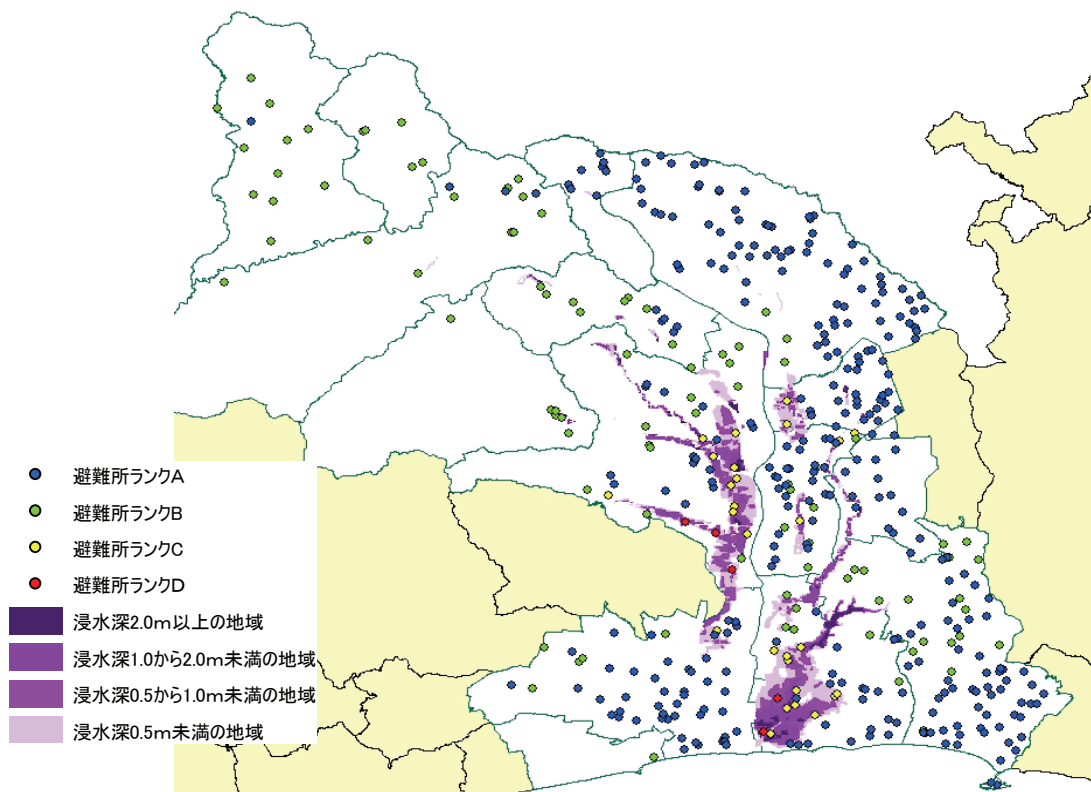 避難所ランクA
避難所ランクB
避難所ランクC
避難所ランクD
浸水深2.0m以上の地域
浸水深1.0から2.0m未満の地域
浸水深0.5から1.0m未満の地域
浸水深0.5m未満の地域